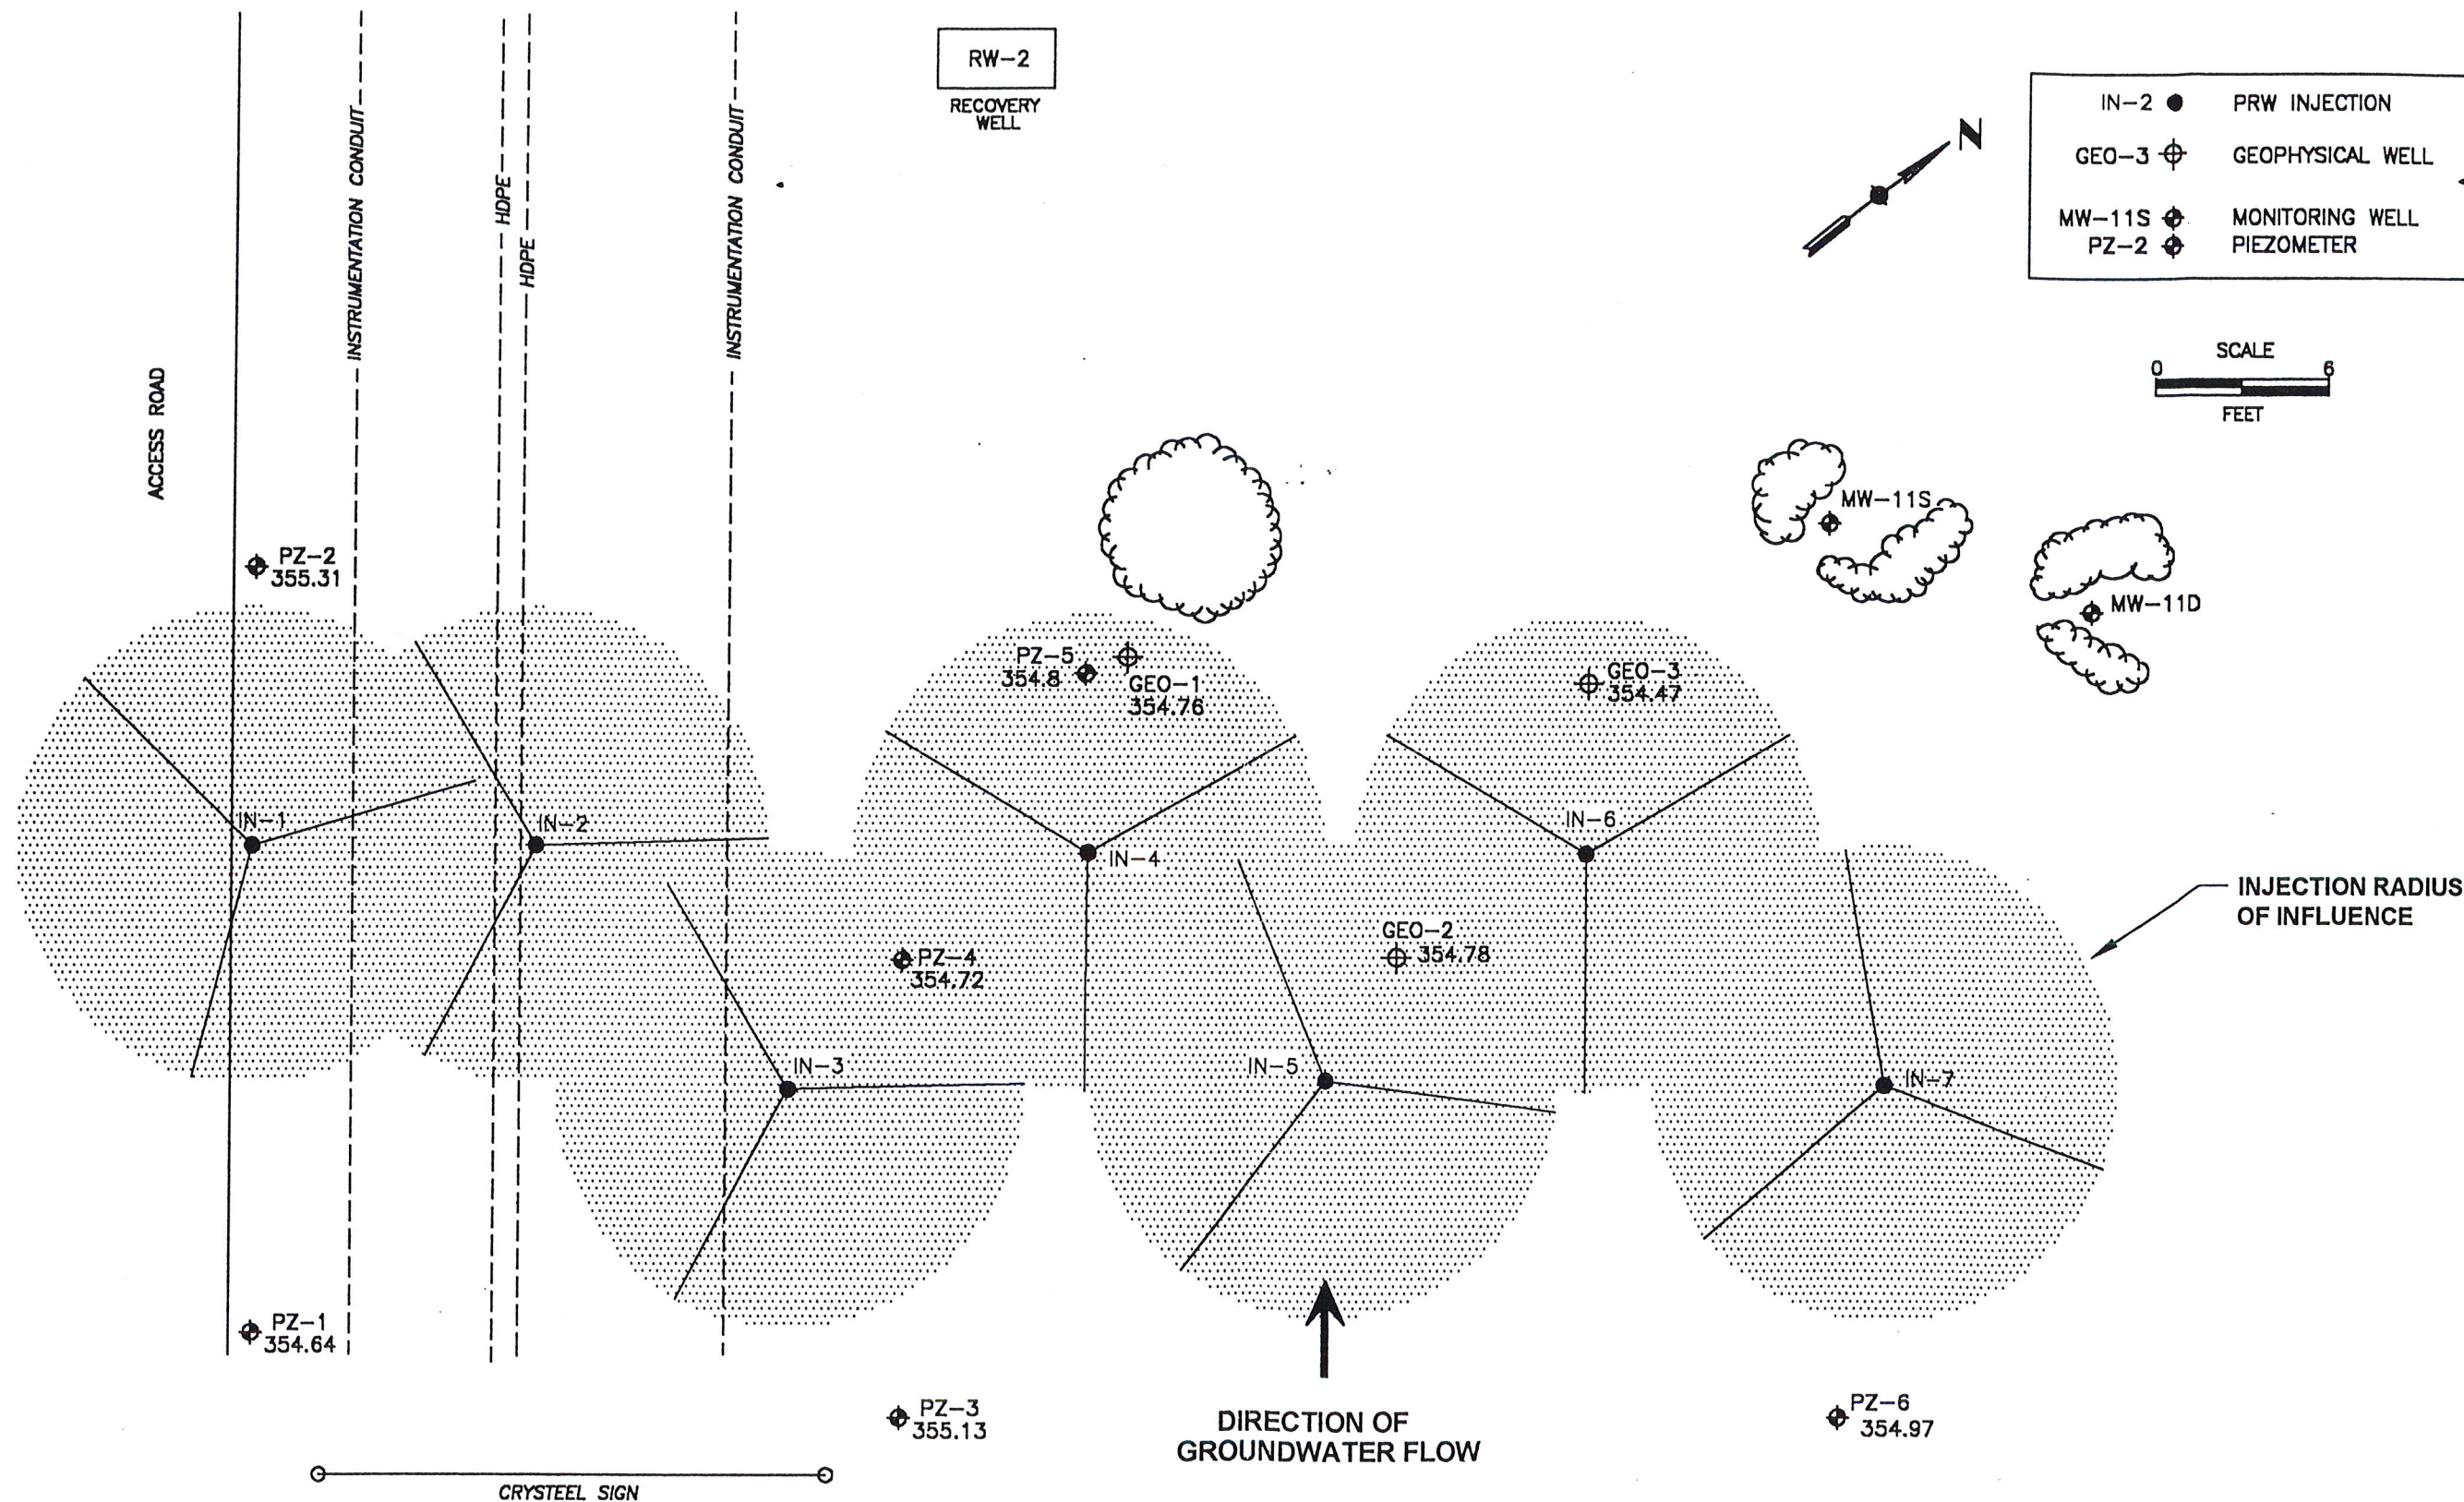 RW-2
RECOVERY
WELL
N
IN-2 PRW INJECTION
GEO-3 GEOPHYSICAL WELL
MW-11S MONITORING WELL
PZ-2 PIEZOMETER
SCALE
0 6
FEET
ACCESS ROAD
INSTRUMENTATION CONDUIT
HDPE
HDPE
INSTRUMENTATION CONDUIT
MW-11S
MW-11D
PZ-2
355.31
PZ-5
354.8
GEO-1
354.76
GEO-3
354.47
IN-1
IN-2
IN-4
IN-6
INJECTION RADIUS
OF INFLUENCE
PZ-4
354.72
GEO-2
354.78
IN-3
IN-5
IN-7
PZ-1
354.64
PZ-3
355.13
DIRECTION OF
GROUNDWATER FLOW
PZ-6
354.97
CRYSTEEL SIGN